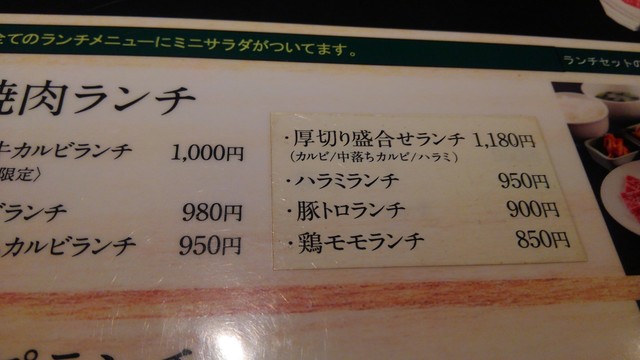 全てのランチメニューにミニサラダがついてます。
ランチセットの
焼肉ランチ
牛カルビランチ 1,000円
限定〉
ランチ 980円
カルビランチ 950円
・厚切り盛合せランチ 1,180円
（カルビ/中落ちカルビ/ハラミ）
・ハラミランチ 950円
・豚トロランチ 900円
・鶏モモランチ 850円